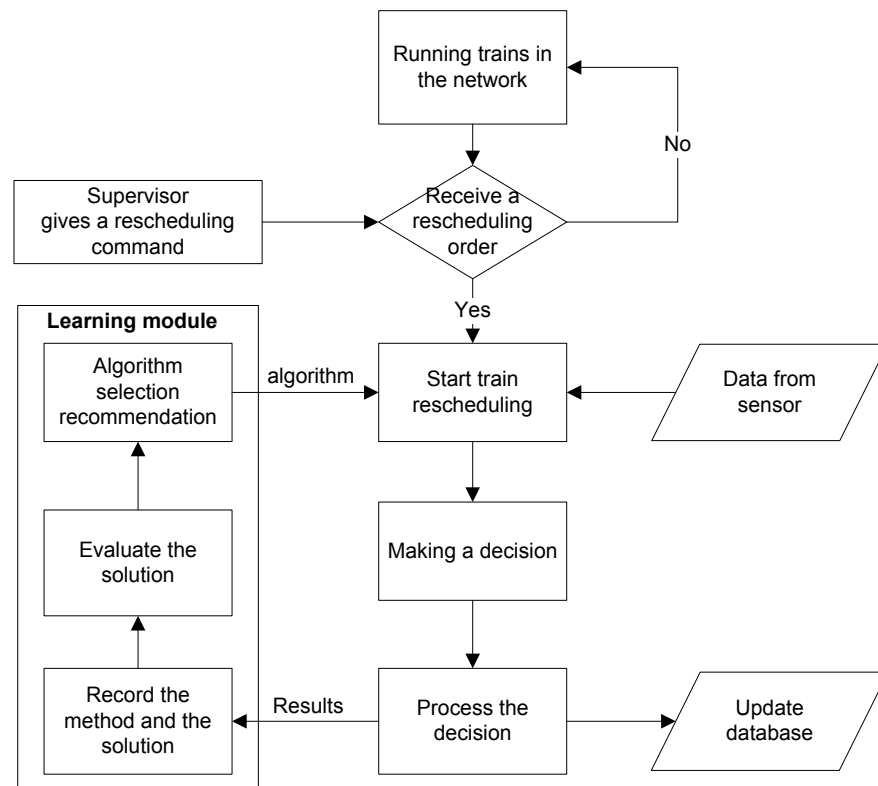 Running trains in
the network
No
Supervisor
gives a rescheduling
command
Receive a
rescheduling
order
Yes
Learning module
Algorithm
selection
recommendation
algorithm
Start train
rescheduling
Data from
sensor
Evaluate the
solution
Making a decision
Record the
method and the
solution
Results
Process the
decision
Update
database